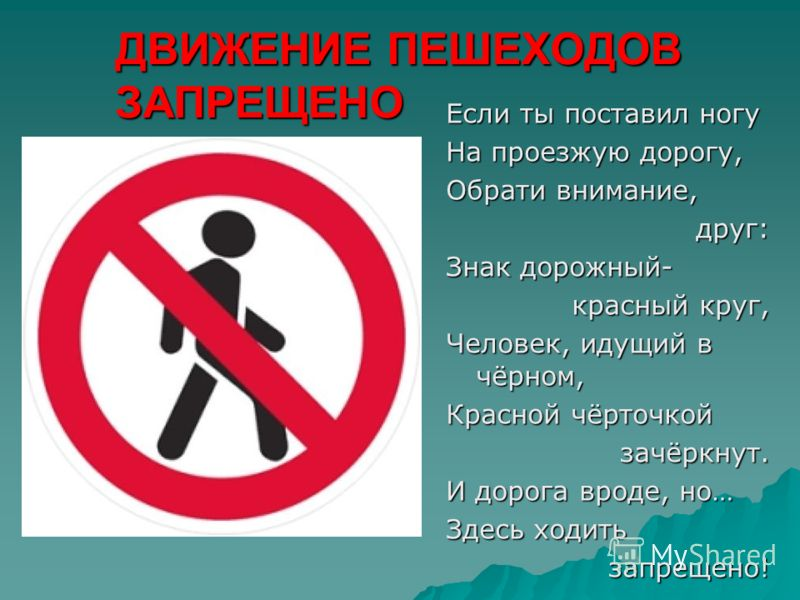 ДВИЖЕНИЕ ПЕШЕХОДОВ
ЗАПРЕЩЕНО
Если ты поставил ногу
На проезжую дорогу,
Обрати внимание,
друг:
Знак дорожный-
красный круг,
Человек, идущий в
чёрном,
Красной чёрточкой
зачёркнут.
И дорога вроде, но…
Здесь ходить
запрещено!
MyShared